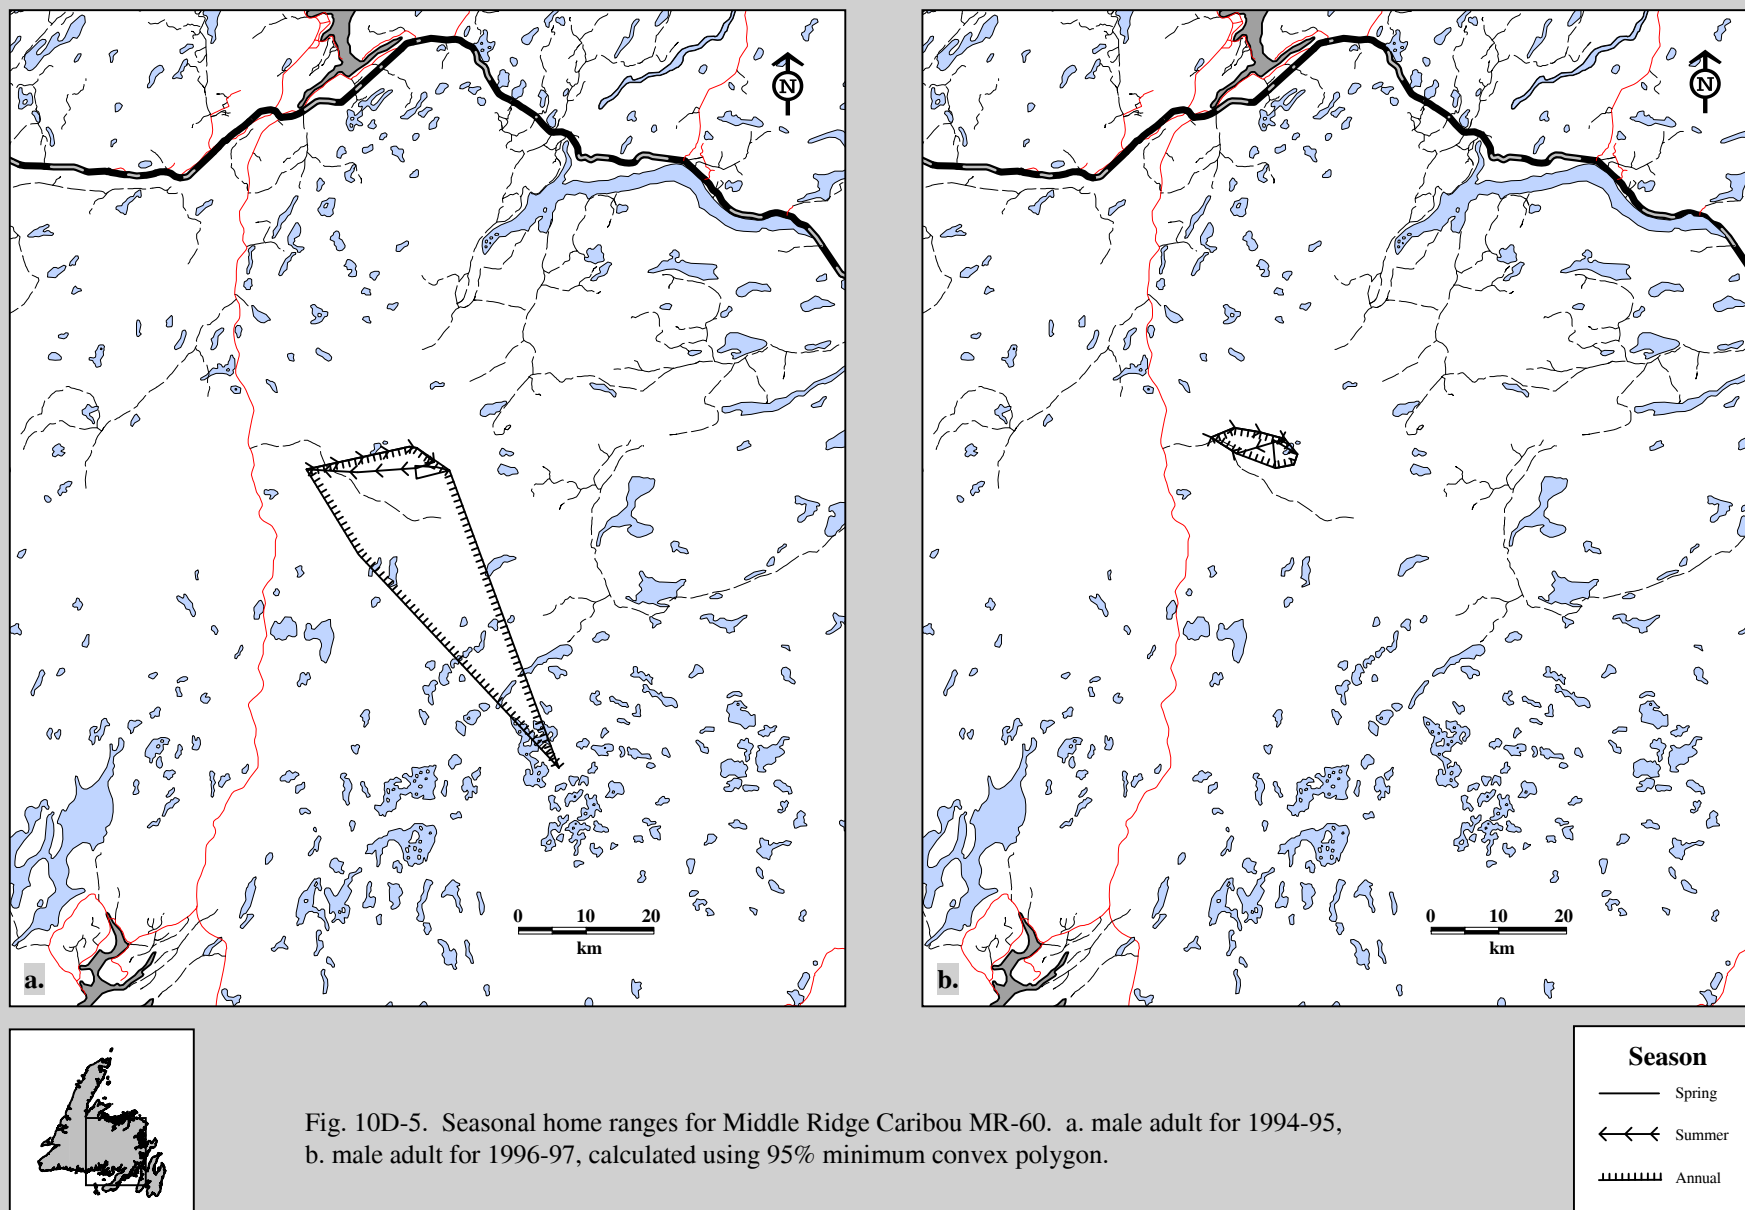 N
N
0 10 20
km
a.
0 10 20
km
b.
Fig. 10D-5. Seasonal home ranges for Middle Ridge Caribou MR-60. a. male adult for 1994-95,
b. male adult for 1996-97, calculated using 95% minimum convex polygon.
Season
Spring
Summer
Annual